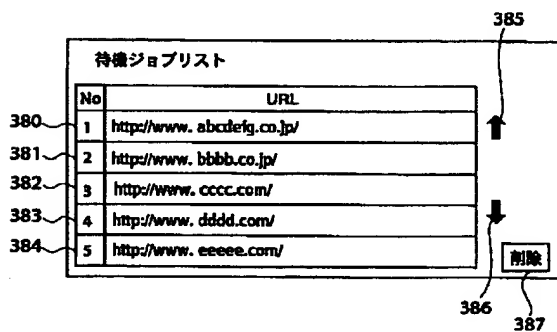 385
待機ジョブリスト
No URL
380 1 http://www. abcdefg.co.jp/
381 2 http://www. bbbb.co.jp/
382 3 http://www. cccc.com/
383 4 http://www. dddd.com/
384 5 http://www. eeeee.com/
削除
386
387